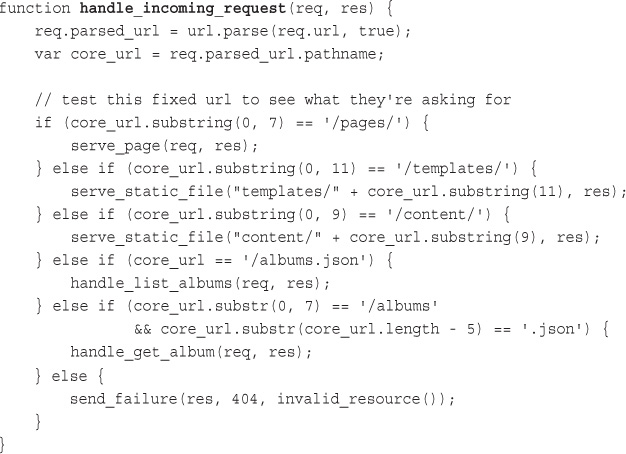 function handle_incoming_request(req, res) {
    req.parsed_url = url.parse(req.url, true);
    var core_url = req.parsed_url.pathname;

    // test this fixed url to see what they're asking for
    if (core_url.substring(0, 7) == '/pages/') {
        serve_page(req, res);
    } else if (core_url.substring(0, 11) == '/templates/') {
        serve_static_file("templates/" + core_url.substring(11), res);
    } else if (core_url.substring(0, 9) == '/content/') {
        serve_static_file("content/" + core_url.substring(9), res);
    } else if (core_url == '/albums.json') {
        handle_list_albums(req, res);
    } else if (core_url.substr(0, 7) == '/albums'
               && core_url.substr(core_url.length - 5) == '.json') {
        handle_get_album(req, res);
    } else {
        send_failure(res, 404, invalid_resource());
    }
}